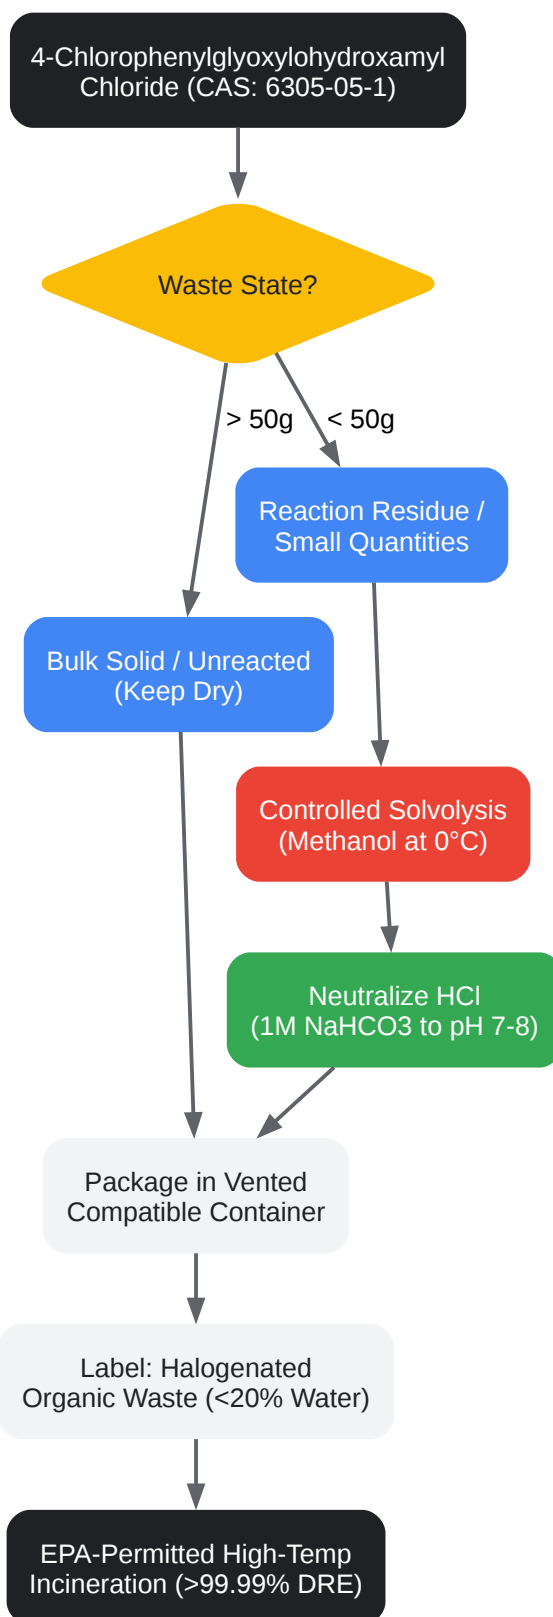 4-Chlorophenylglyoxylohydroxamyl
Chloride (CAS: 6305-05-1)
Waste State?
> 50g
< 50g
Reaction Residue /
Small Quantities
Bulk Solid / Unreacted
(Keep Dry)
Controlled Solvolysis
(Methanol at 0°C)
Neutralize HCl
(1M NaHCO3 to pH 7-8)
Package in Vented
Compatible Container
Label: Halogenated
Organic Waste (<20% Water)
EPA-Permitted High-Temp
Incineration (>99.99% DRE)